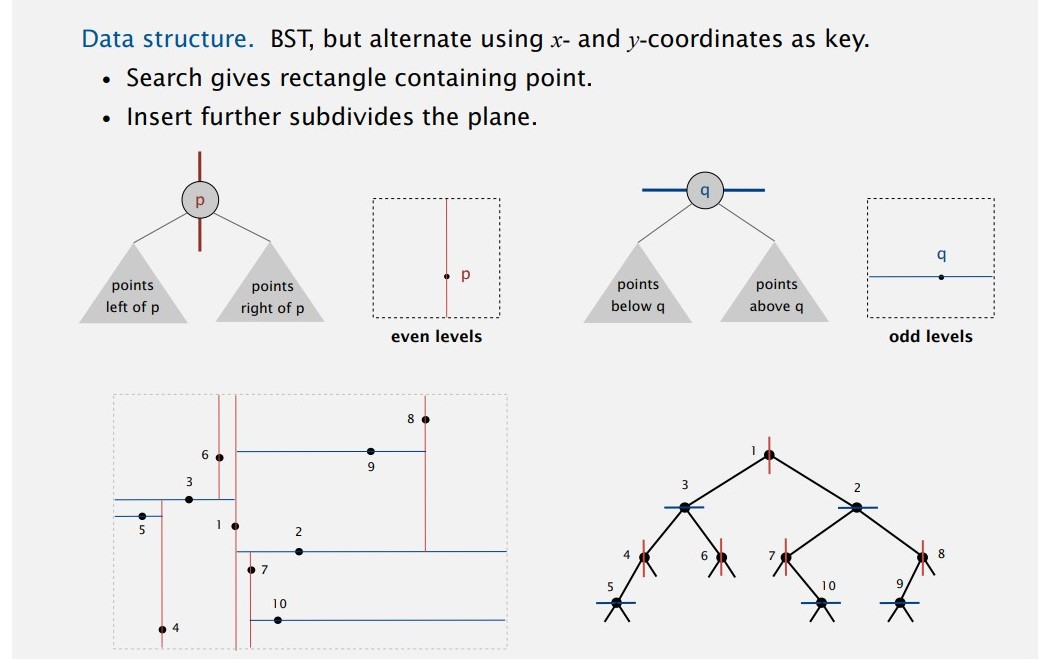 Data structure. BST, but alternate using x- and y-coordinates as key.
• Search gives rectangle containing point.
• Insert further subdivides the plane.
p
points
left of p
points
right of p
p
even levels
q
points
below q
points
above q
q
odd levels
8
6
9
3
1
5
2
7
10
4
1
3
2
4
6
7
8
5
10
9